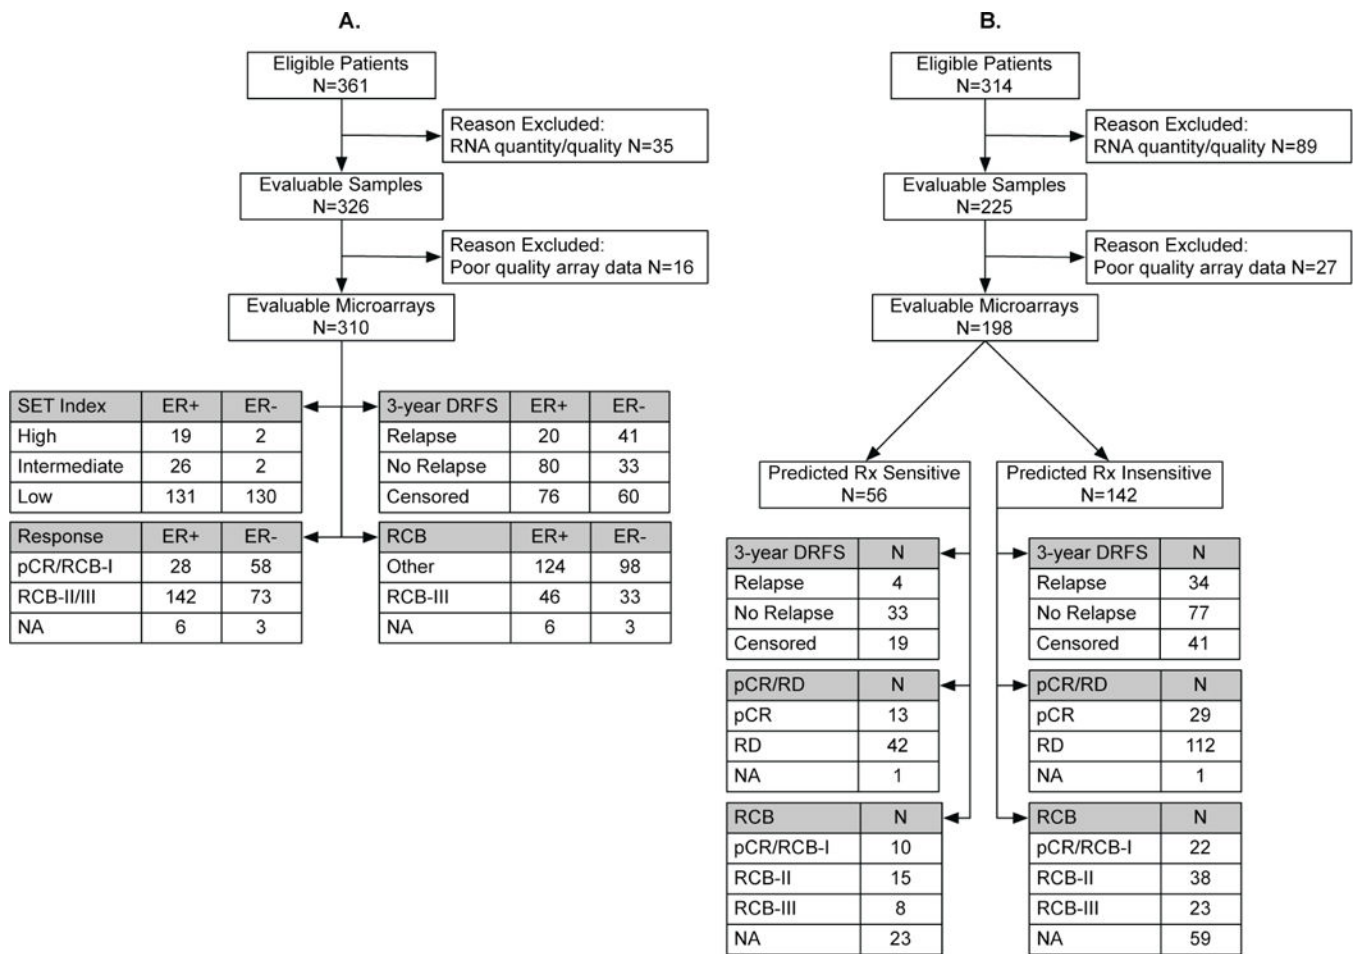 A.
Eligible Patients
N=361
Reason Excluded:
RNA quantity/quality N=35
Evaluable Samples
N=326
Reason Excluded:
Poor quality array data N=16
Evaluable Microarrays
N=310
SET Index ER+ ER-
High 19 2
Intermediate 26 2
Low 131 130
3-year DRFS ER+ ER-
Relapse 20 41
No Relapse 80 33
Censored 76 60
Response ER+ ER-
pCR/RCB-I 28 58
RCB-II/III 142 73
NA 6 3
RCB ER+ ER-
Other 124 98
RCB-III 46 33
NA 6 3
B.
Eligible Patients
N=314
Reason Excluded:
RNA quantity/quality N=89
Evaluable Samples
N=225
Reason Excluded:
Poor quality array data N=27
Evaluable Microarrays
N=198
Predicted Rx Sensitive
N=56
Predicted Rx Insensitive
N=142
3-year DRFS N
Relapse 4
No Relapse 33
Censored 19
pCR/RD N
pCR 13
RD 42
NA 1
RCB N
pCR/RCB-I 10
RCB-II 15
RCB-III 8
NA 23
3-year DRFS N
Relapse 34
No Relapse 77
Censored 41
pCR/RD N
pCR 29
RD 112
NA 1
RCB N
pCR/RCB-I 22
RCB-II 38
RCB-III 23
NA 59